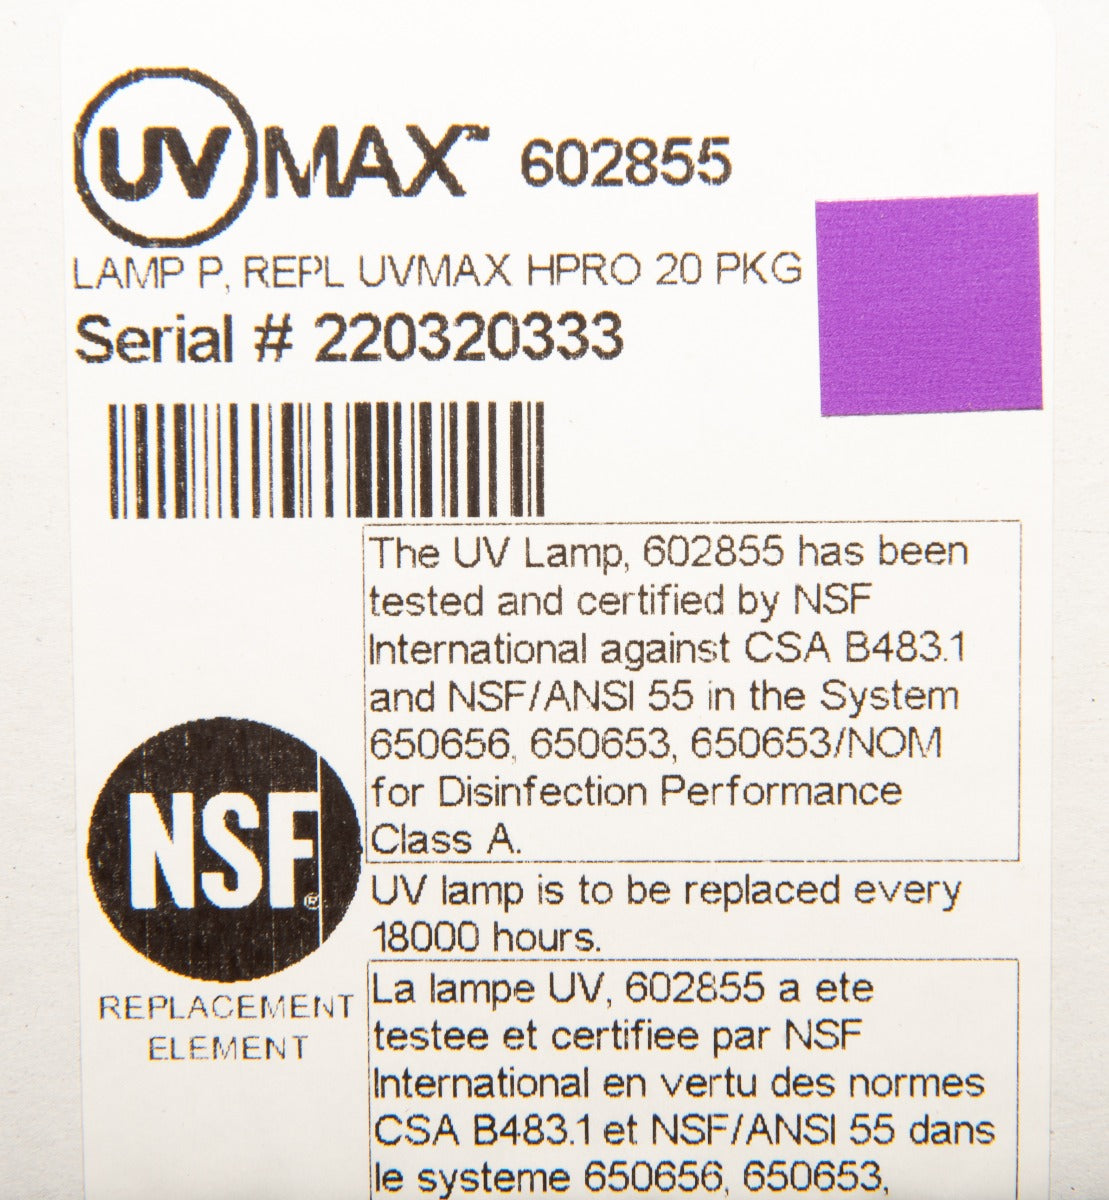 UVMAX™ 602855
LAMP P, REPL UVMAX HPRO 20 PKG
Serial # 220320333
The UV Lamp, 602855 has been
tested and certified by NSF
International against CSA B483.1
and NSF/ANSI 55 in the System
650656, 650653, 650653/NOM
for Disinfection Performance
Class A.
NSF®
REPLACEMENT
ELEMENT
UV lamp is to be replaced every
18000 hours.
La lampe UV, 602855 a ete
testee et certifiee par NSF
International en vertu des normes
CSA B483.1 et NSF/ANSI 55 dans
le systeme 650656, 650653,